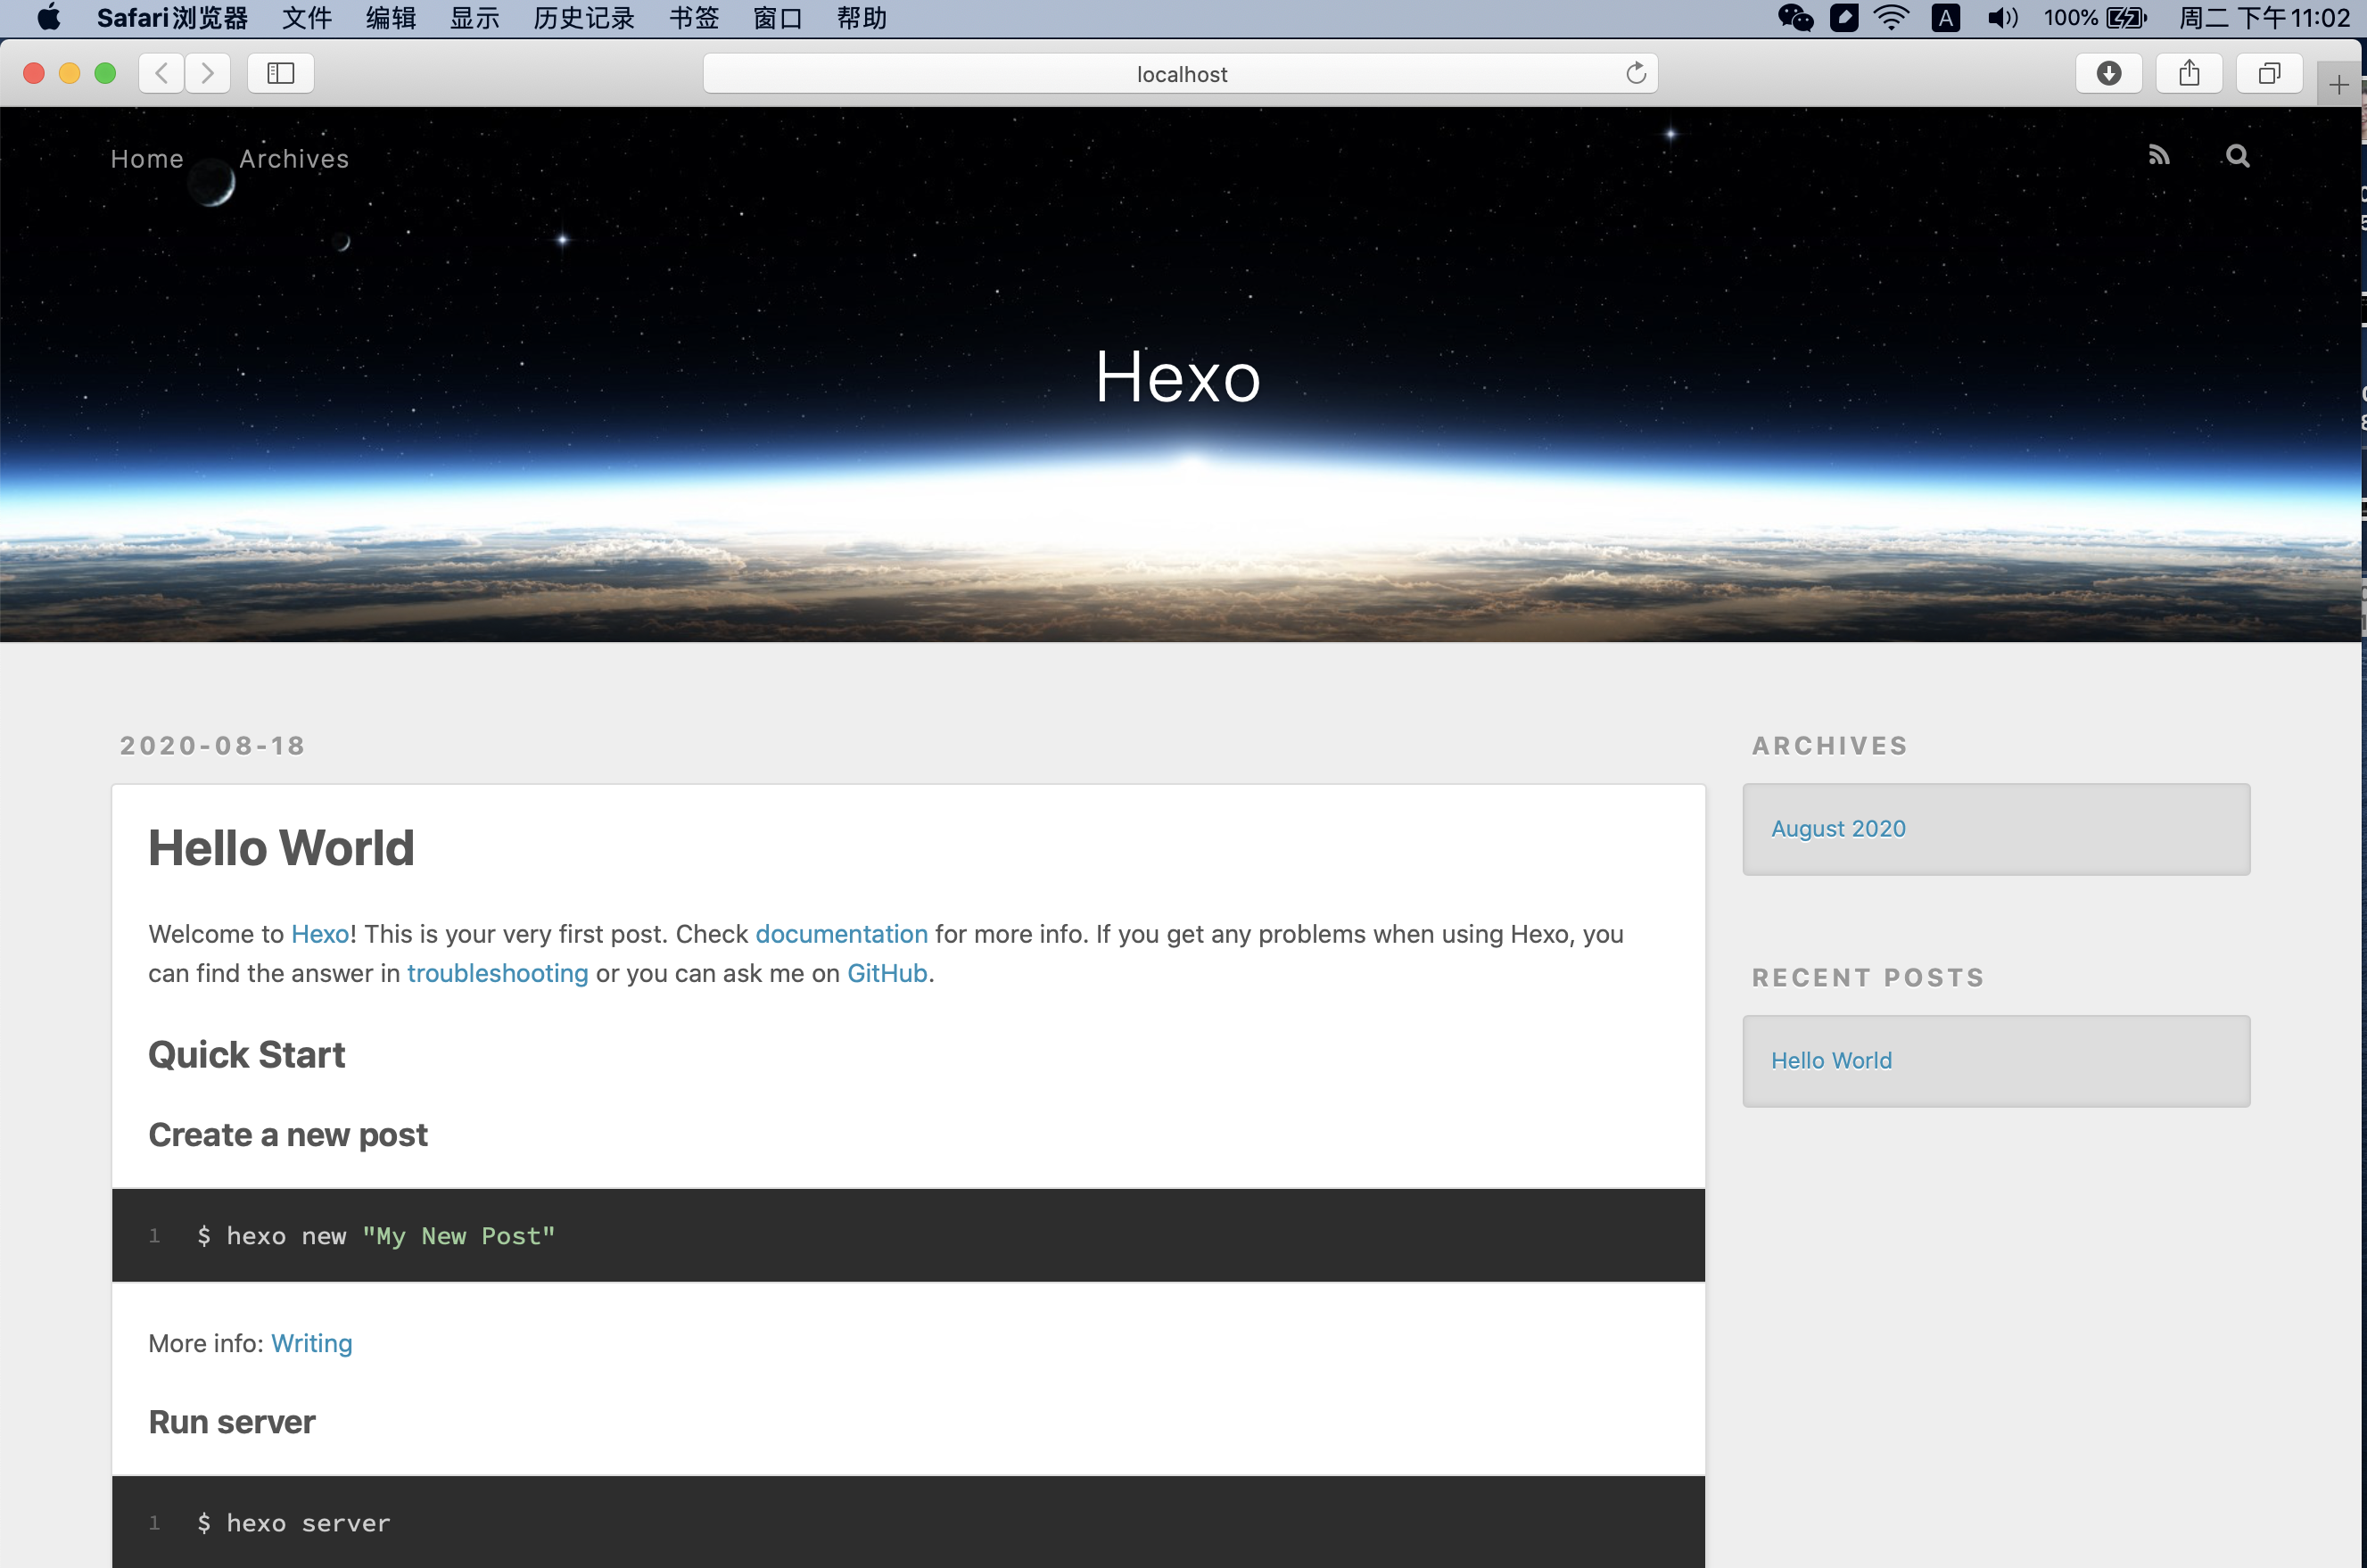 Safari浏览器 文件 编辑 显示 历史记录 书签 窗口 帮助 A 100% 周二 下午11:02
localhost
Home Archives
Hexo
2020-08-18
Hello World
Welcome to Hexo! This is your very first post. Check documentation for more info. If you get any problems when using Hexo, you
can find the answer in troubleshooting or you can ask me on GitHub.
Quick Start
Create a new post
1 $ hexo new "My New Post"
More info: Writing
Run server
1 $ hexo server
ARCHIVES
August 2020
RECENT POSTS
Hello World